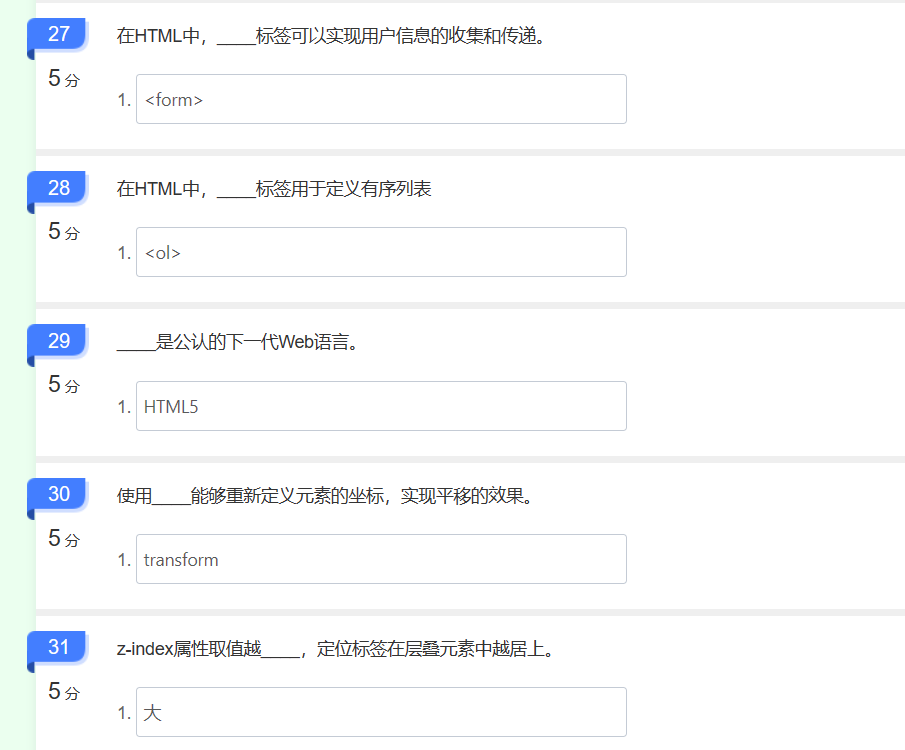 27
在HTML中，_____标签可以实现用户信息的收集和传递。
5 分
1. <form>
28
在HTML中，_____标签用于定义有序列表
5 分
1. <ol>
29
_____是公认的下一代Web语言。
5 分
1. HTML5
30
使用_____能够重新定义元素的坐标，实现平移的效果。
5 分
1. transform
31
z-index属性取值越_____，定位标签在层叠元素中越居上。
5 分
1. 大